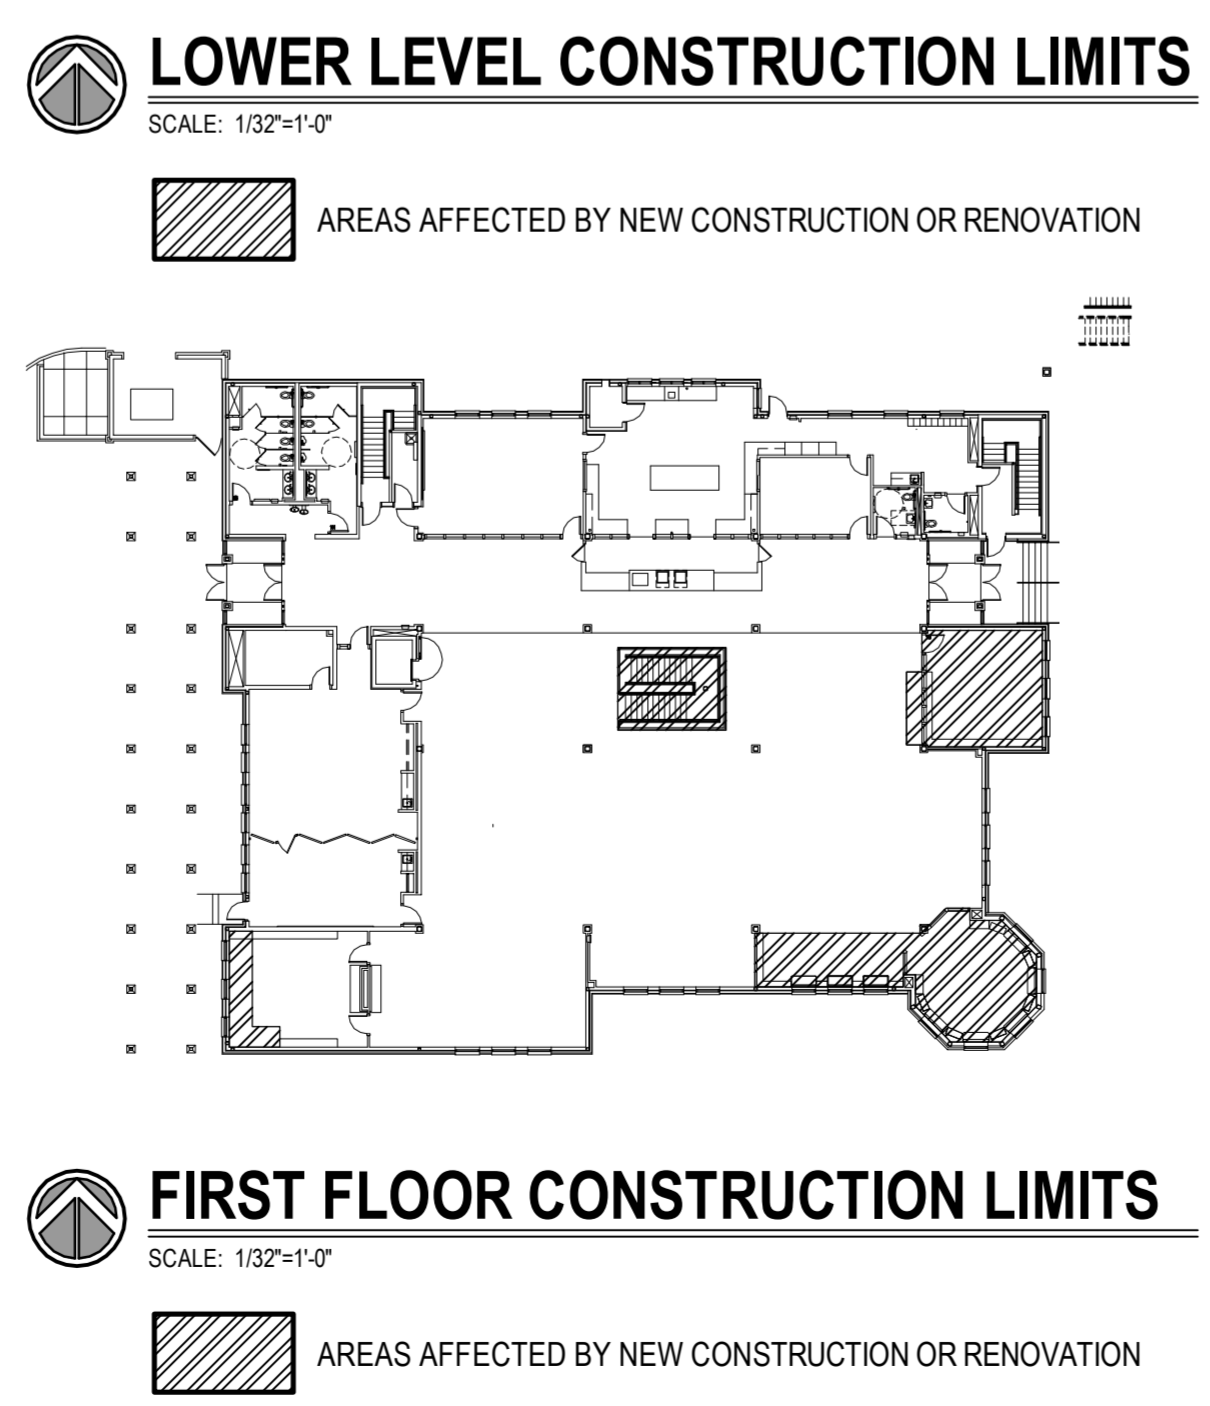 LOWER LEVEL CONSTRUCTION LIMITS
SCALE: 1/32"=1'-0"
AREAS AFFECTED BY NEW CONSTRUCTION OR RENOVATION
FIRST FLOOR CONSTRUCTION LIMITS
SCALE: 1/32"=1'-0"
AREAS AFFECTED BY NEW CONSTRUCTION OR RENOVATION